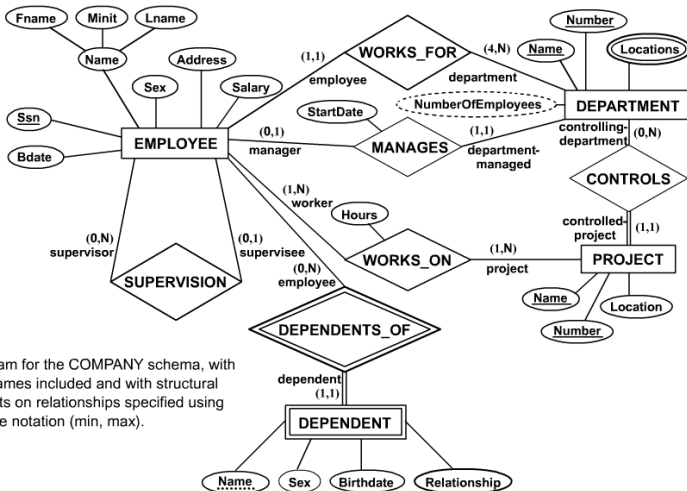 Fname
Minit
Lname
Number
Name
Address
(1,1)
WORKS_FOR
(4,N)
Name
Locations
Sex
Salary
employee
department
StartDate
NumberOfEmployees
DEPARTMENT
Ssn
EMPLOYEE
(0,1)
manager
MANAGES
(1,1)
department-
managed
controlling-
department
(0,N)
Bdate
CONTROLS
(1,N)
worker
Hours
(0,N)
supervisor
(0,1)
supervisee
(0,N)
employee
SUPERVISION
WORKS_ON
(1,N)
project
controlled-
project
(1,1)
PROJECT
Name
Location
Number
DEPENDENTS_OF
am for the COMPANY schema, with
ames included and with structural
ts on relationships specified using
e notation (min, max).
dependent
(1,1)
DEPENDENT
Name
Sex
Birthdate
Relationship